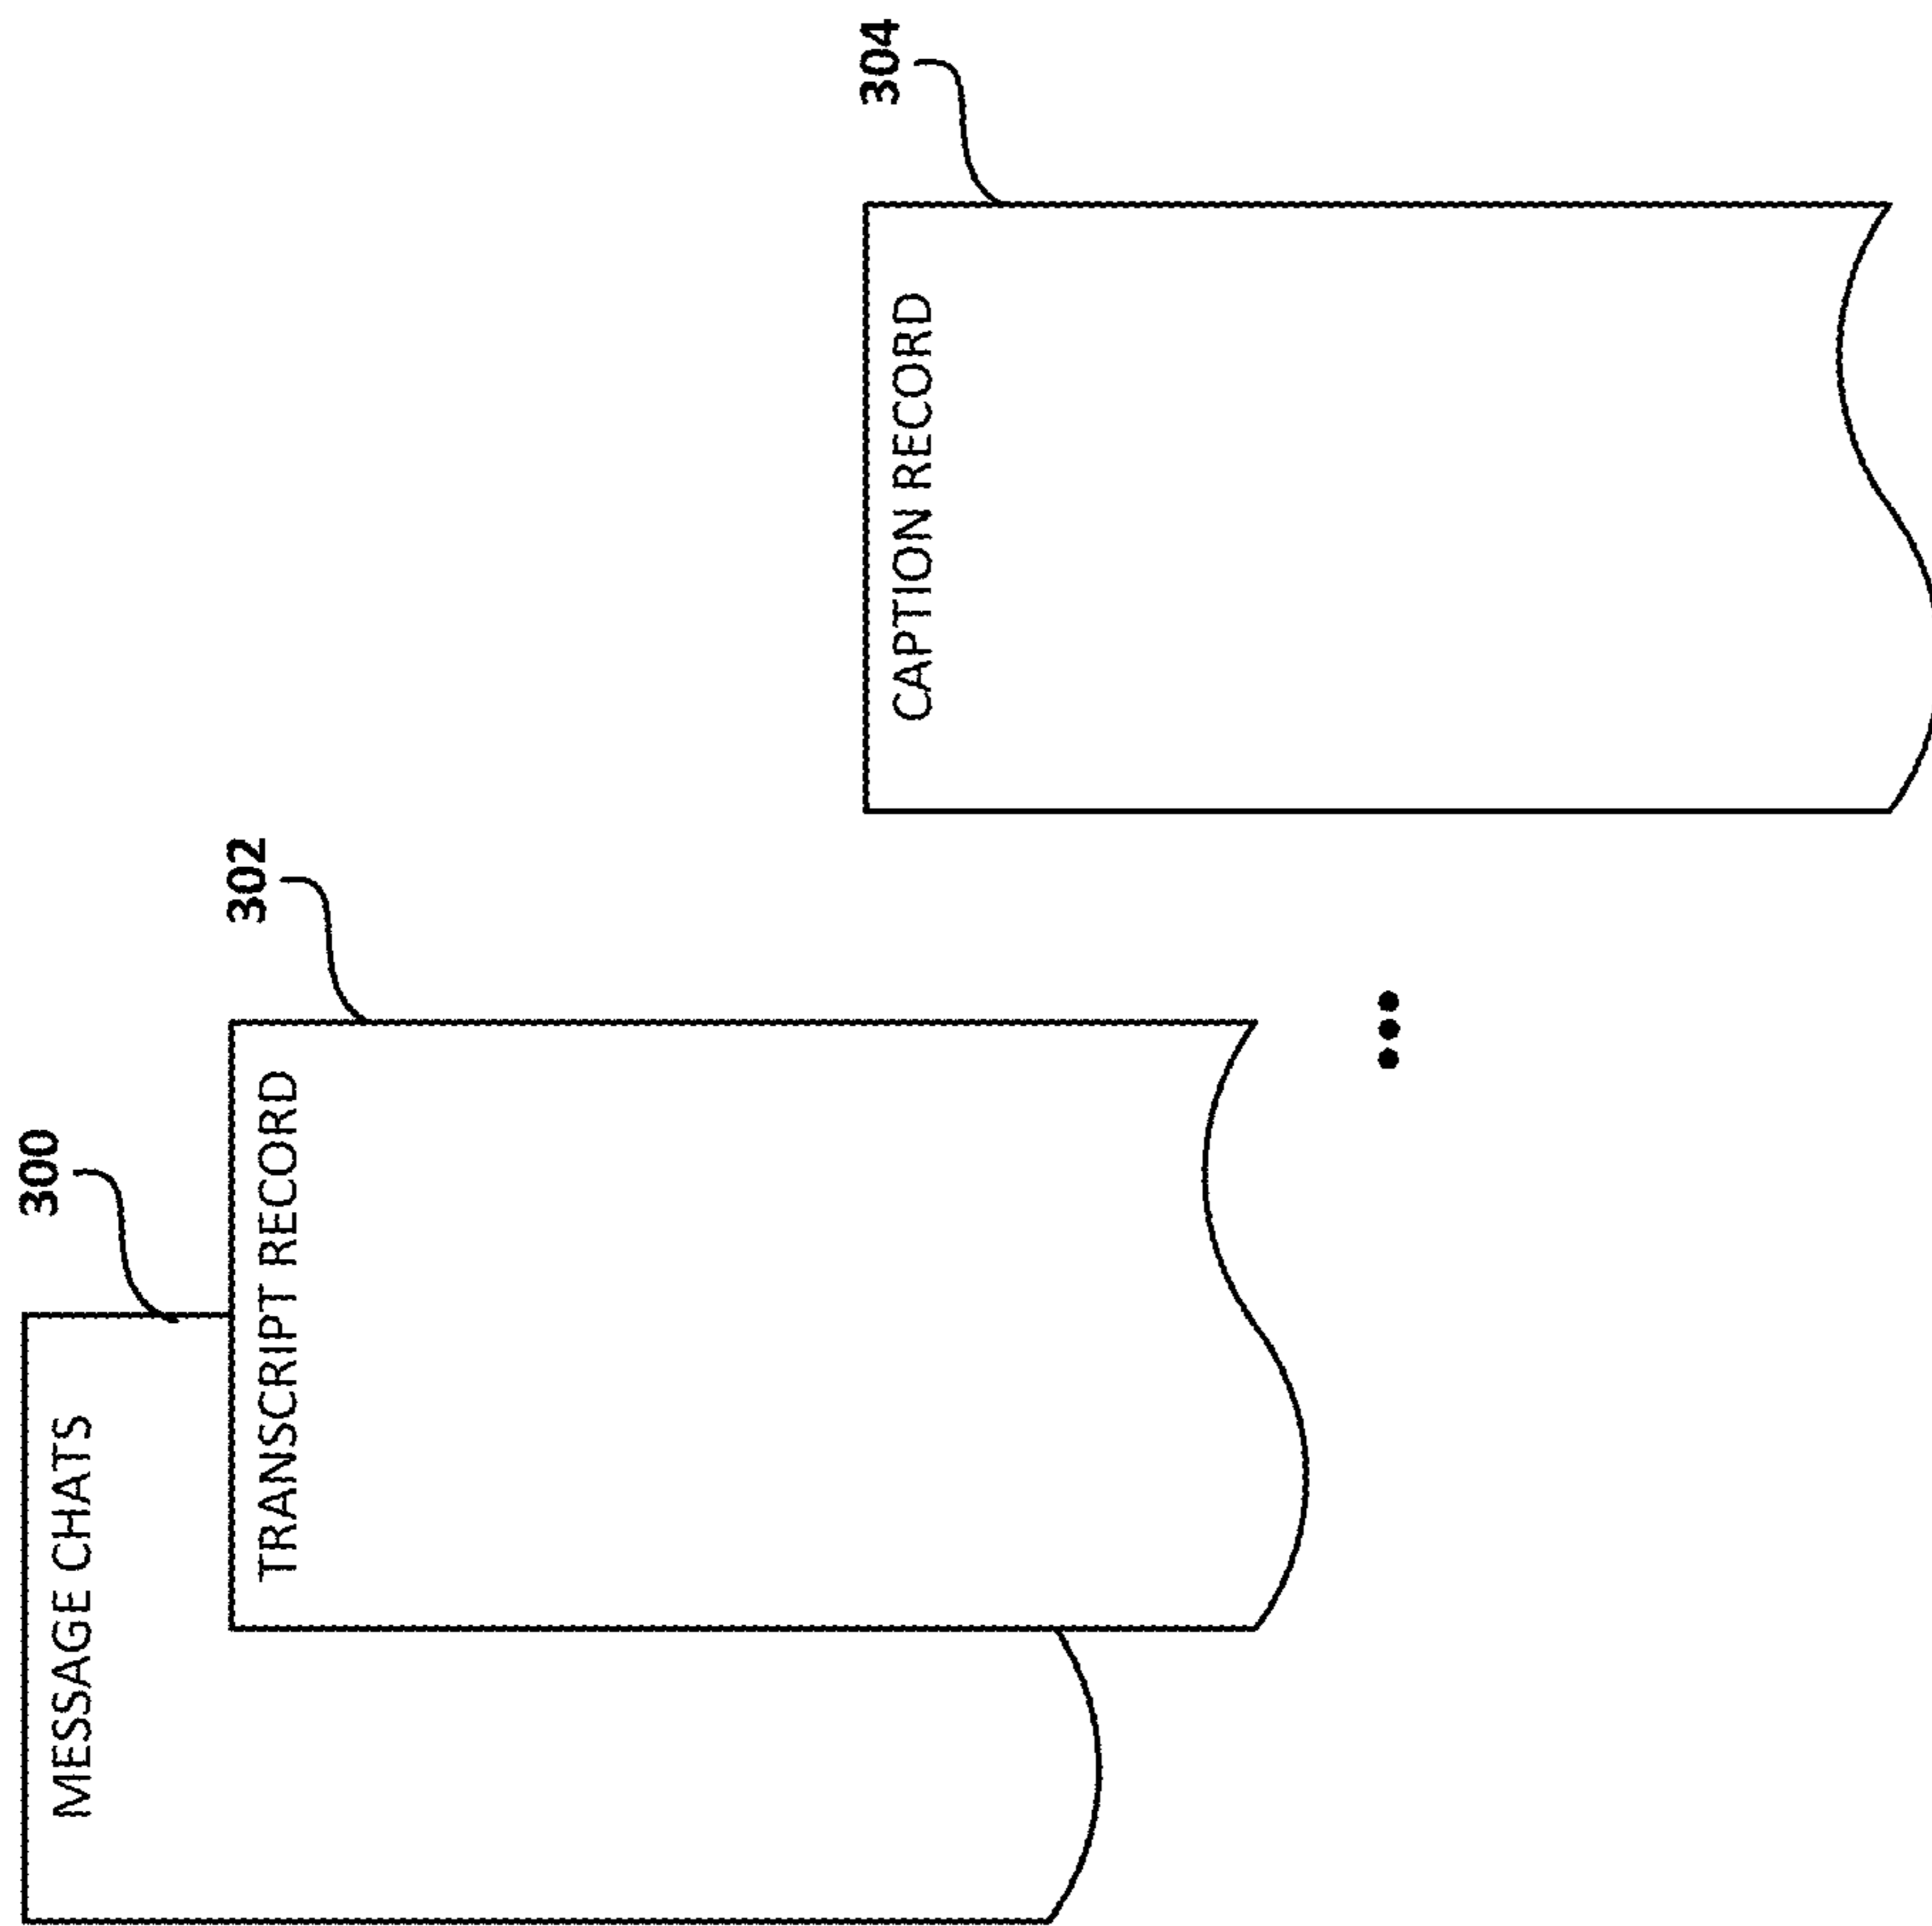 300
MESSAGE CHATS
302
TRANSCRIPT RECORD
304
CAPTION RECORD